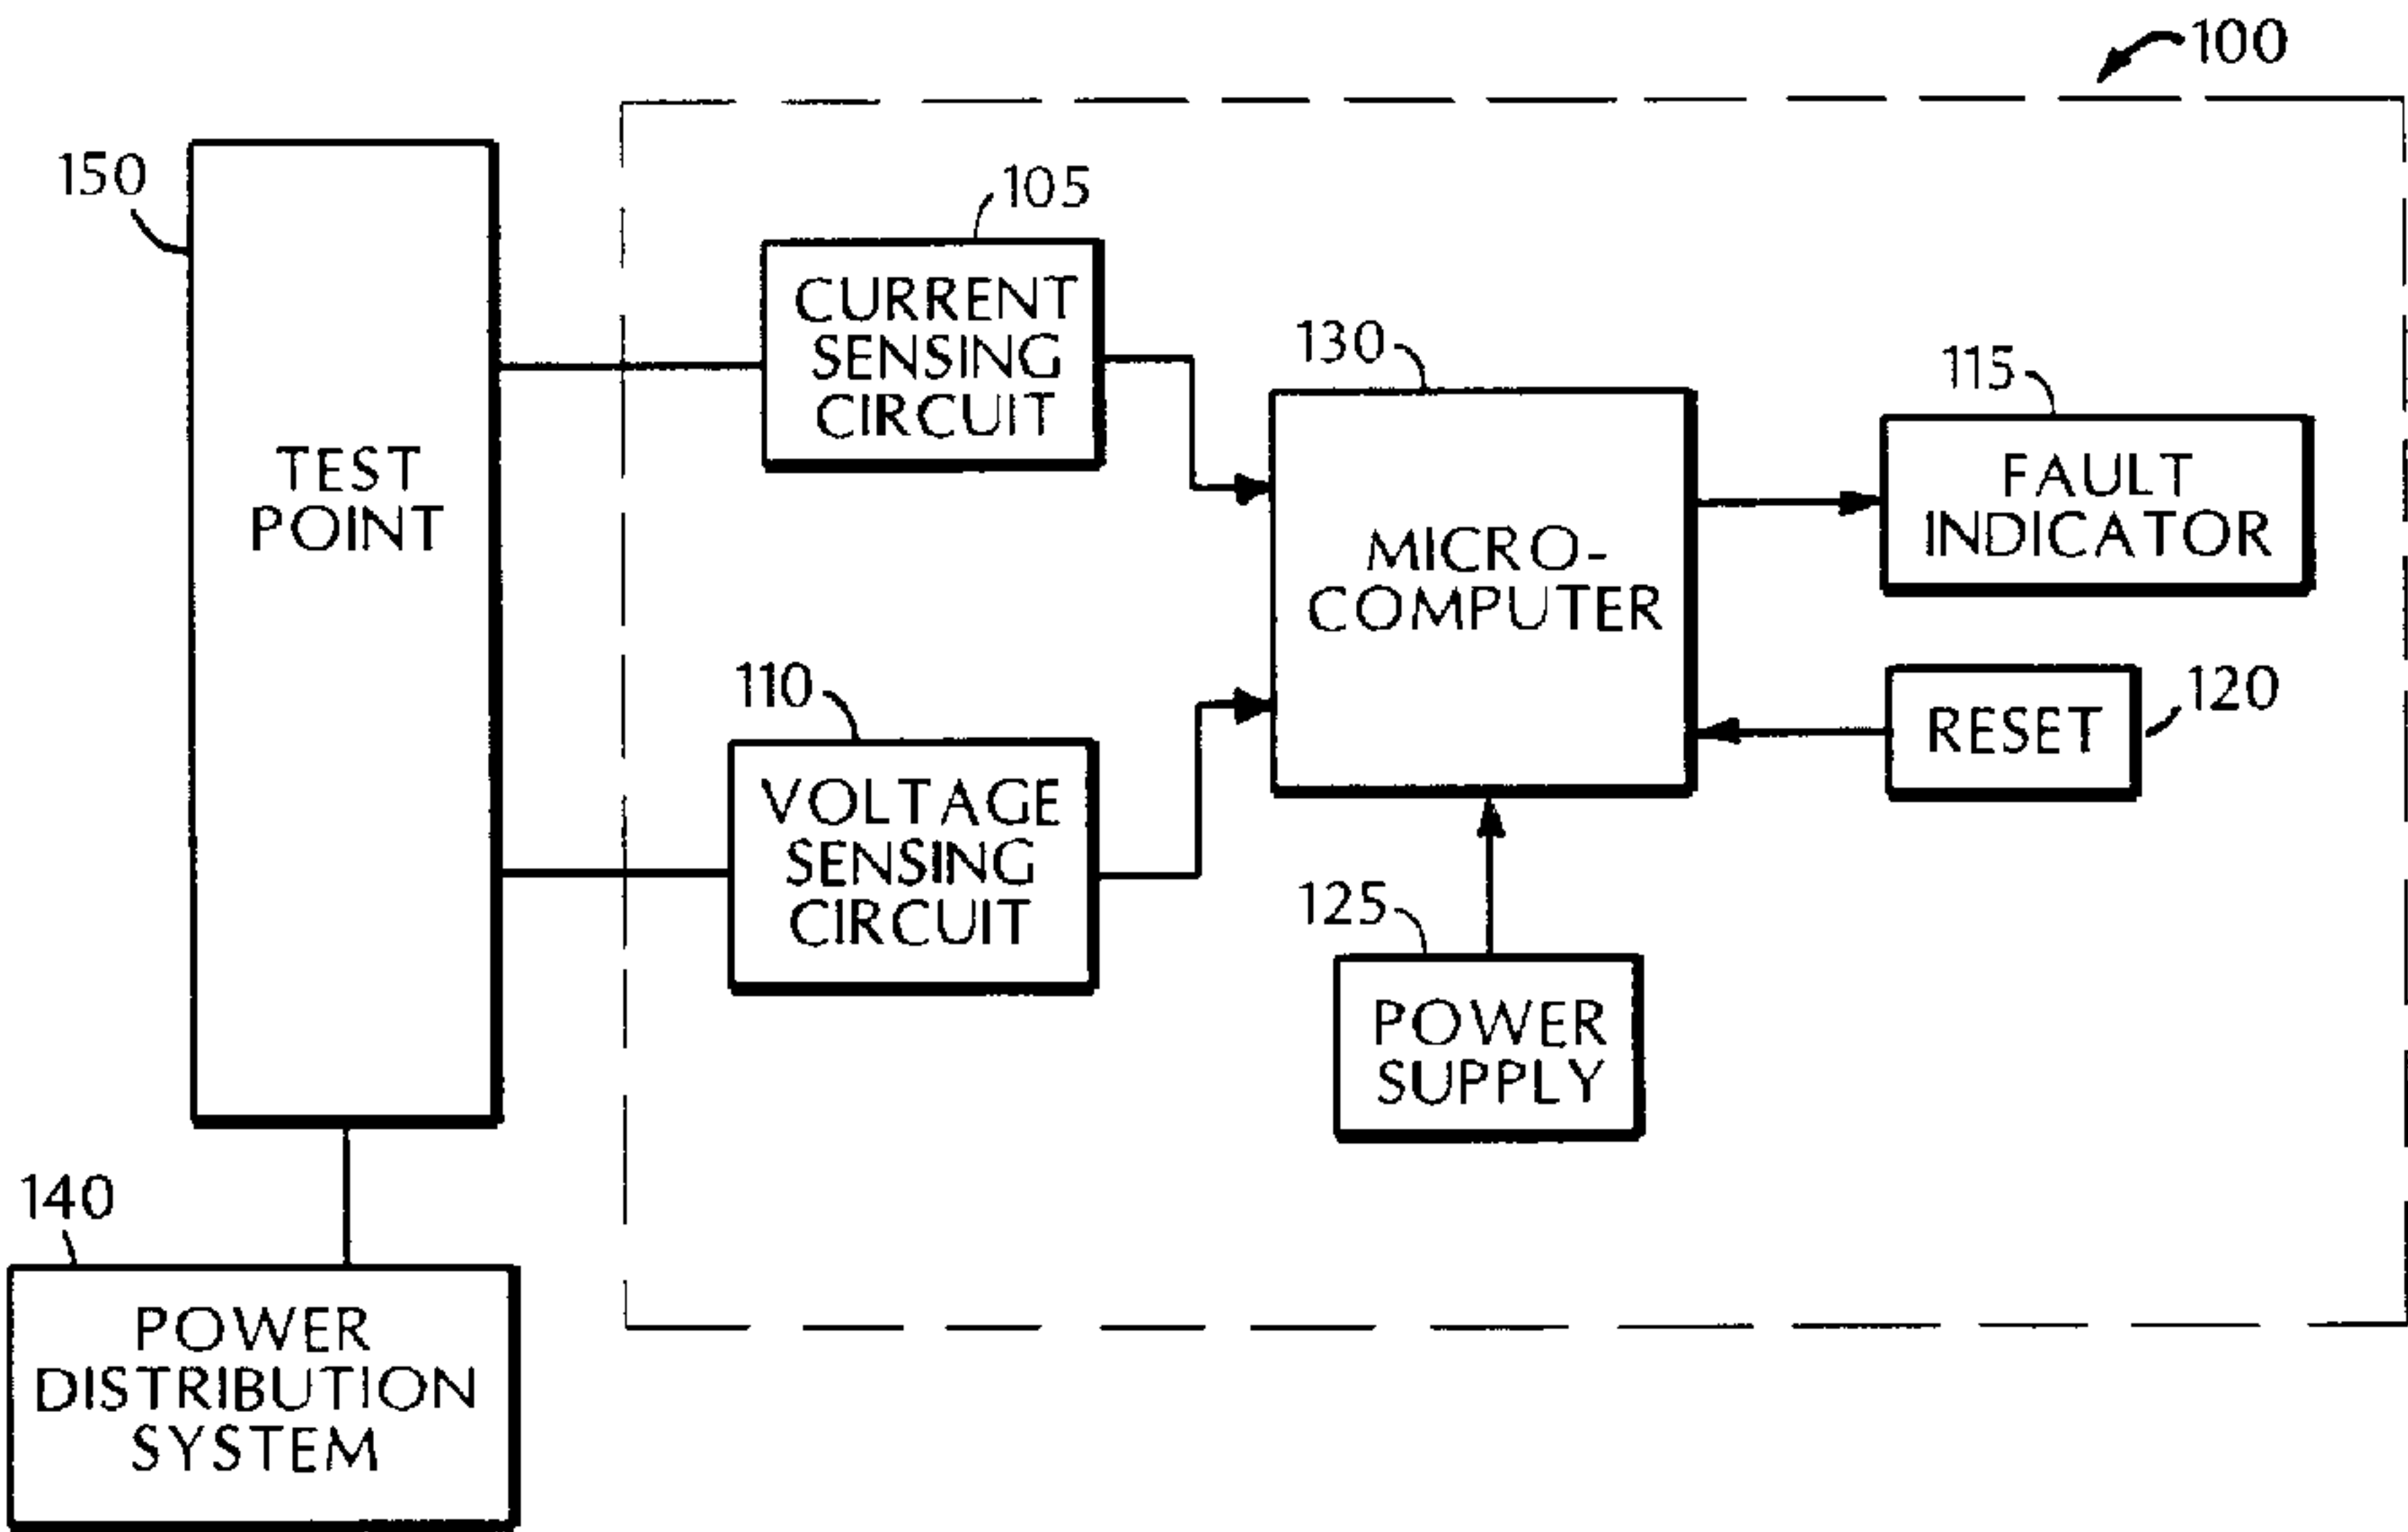 100
150
TEST
POINT
105
CURRENT
SENSING
CIRCUIT
130
MICRO-
COMPUTER
115
FAULT
INDICATOR
110
VOLTAGE
SENSING
CIRCUIT
120
RESET
125
POWER
SUPPLY
140
POWER
DISTRIBUTION
SYSTEM